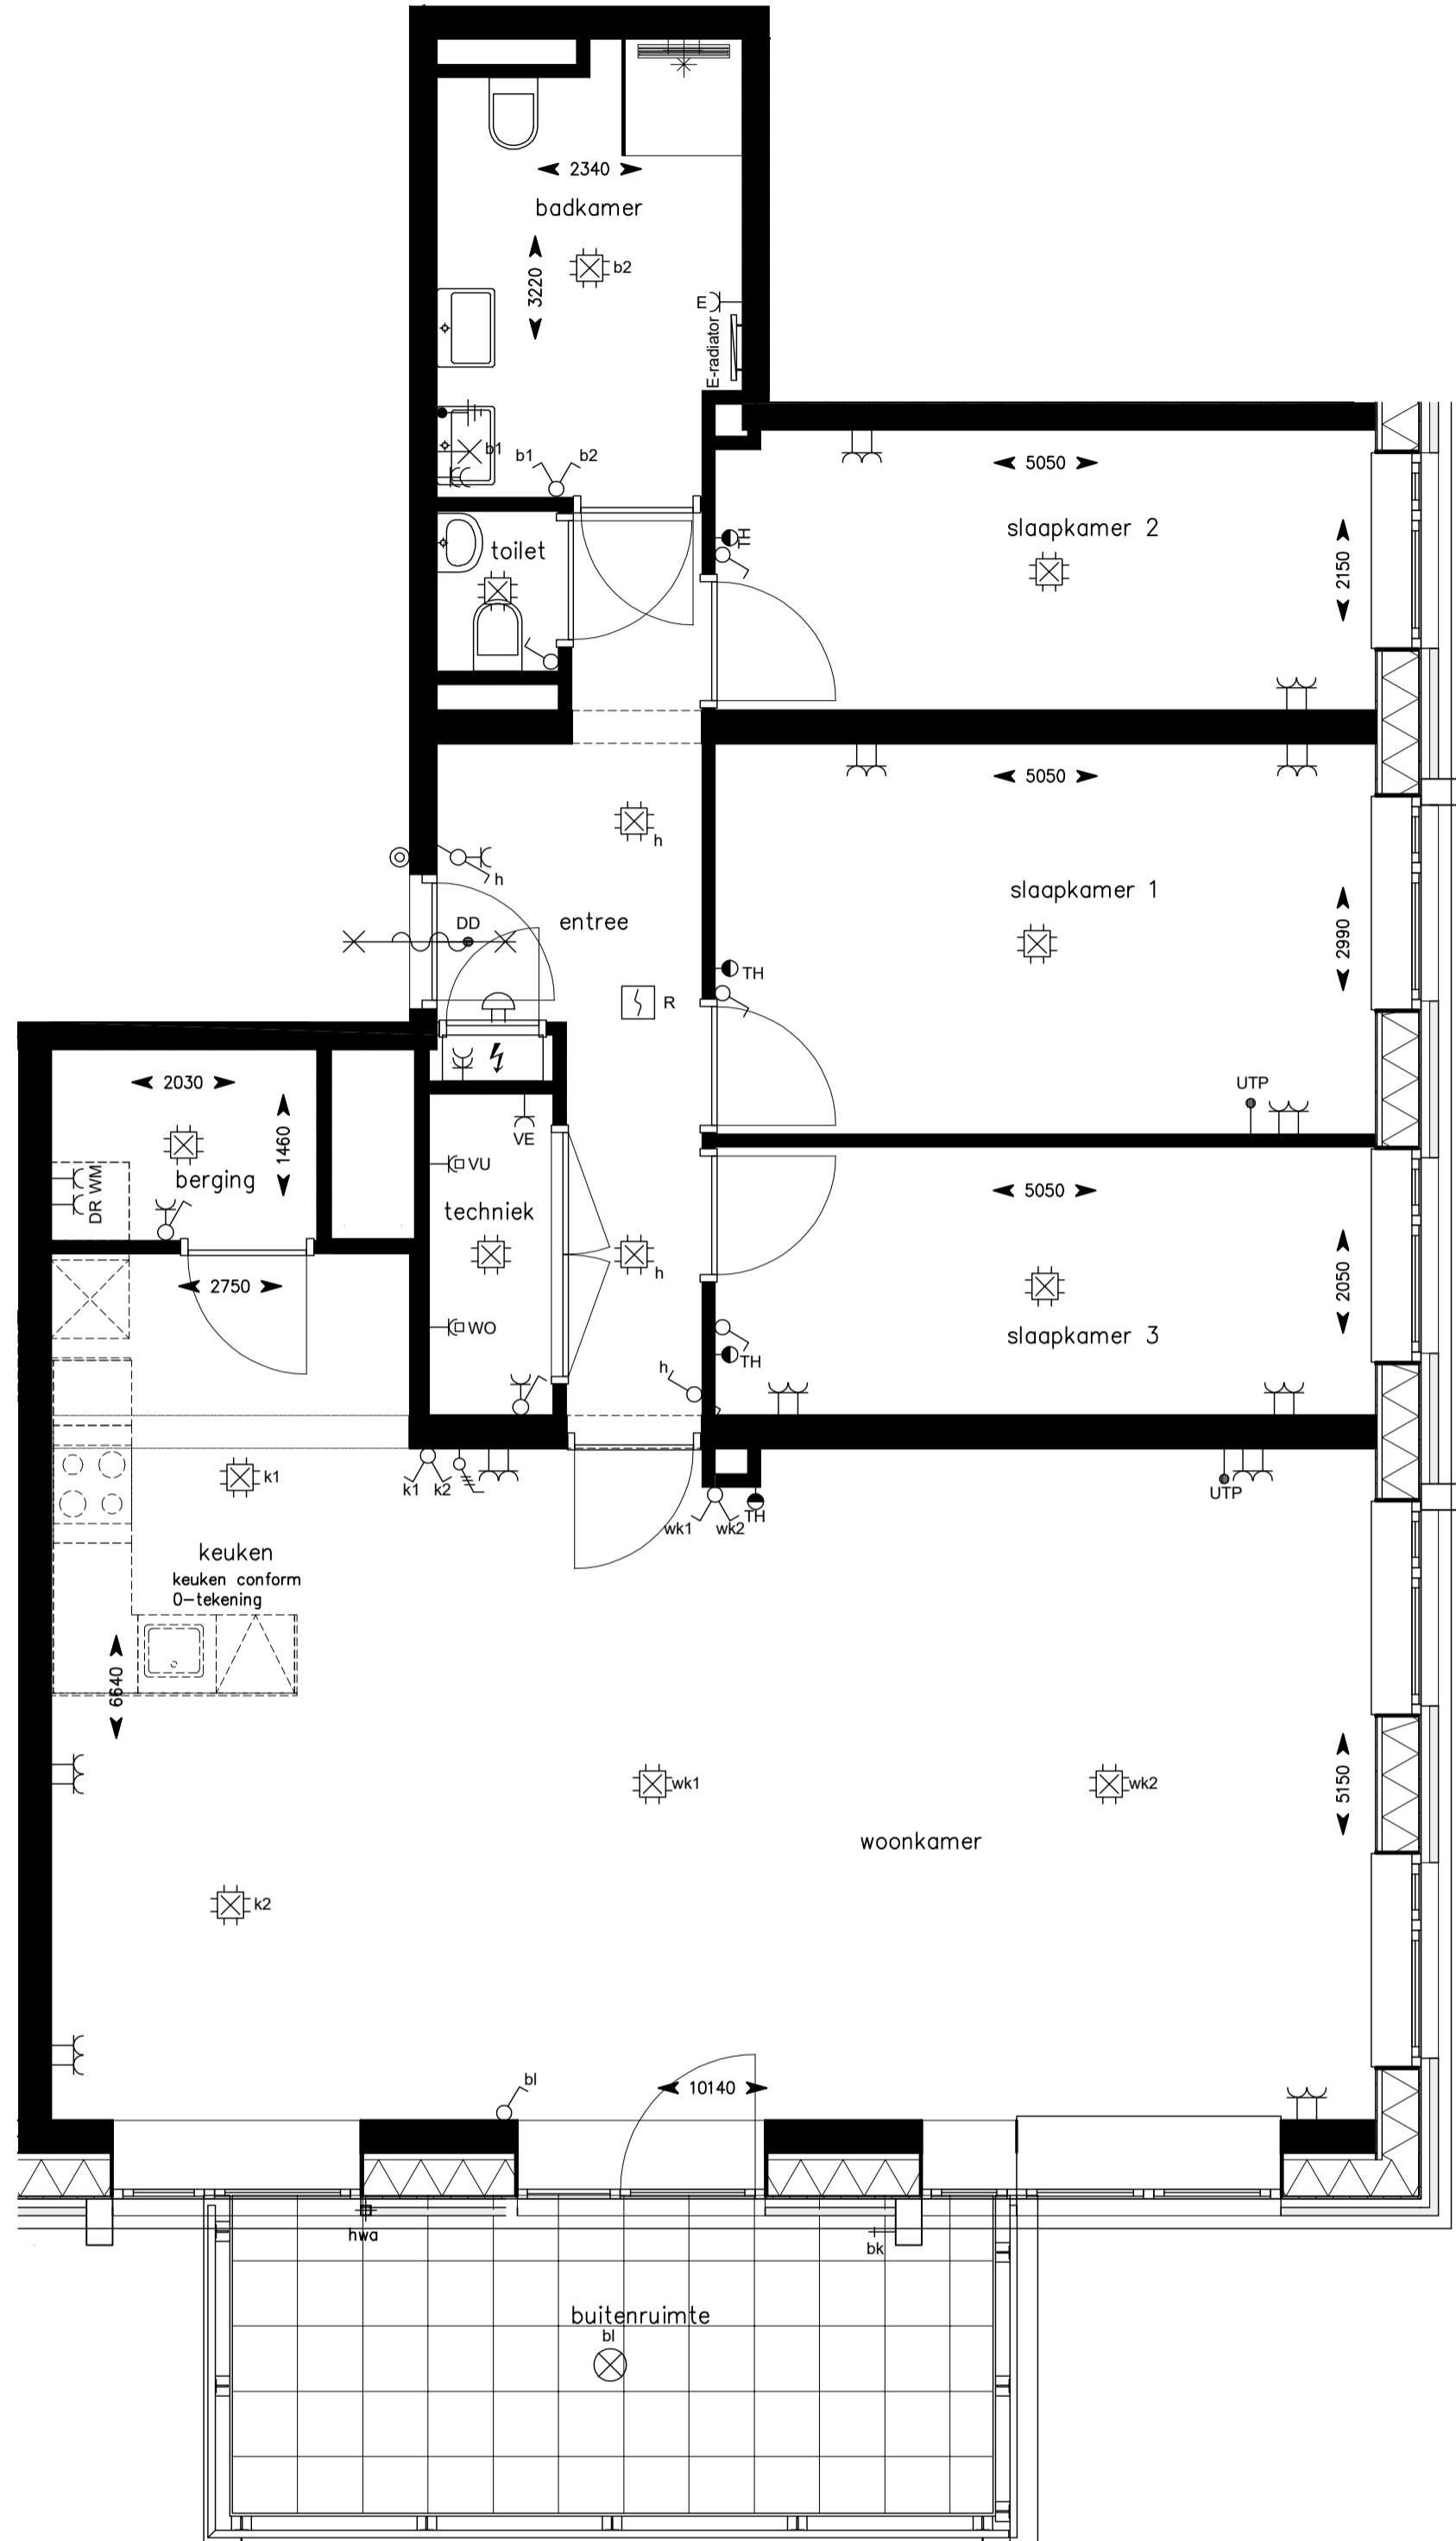 2340
badkamer
b2
3220
E
E-radiator
b1
b1
b2
5050
slaapkamer 2
TH
toilet
2150
5050
h
slaapkamer 1
h
entree
DD
2990
TH
R
2030
UTP
1460
VE
VU
berging
DR WM
techniek
5050
h
2750
2050
WO
slaapkamer 3
TH
h
k1
k1
k2
UTP
wk1
wk2
TH
keuken
keuken conform
0-tekening
6640
wk1
wk2
5150
woonkamer
k2
bl
10140
hwa
bk
buitenruimte
bl